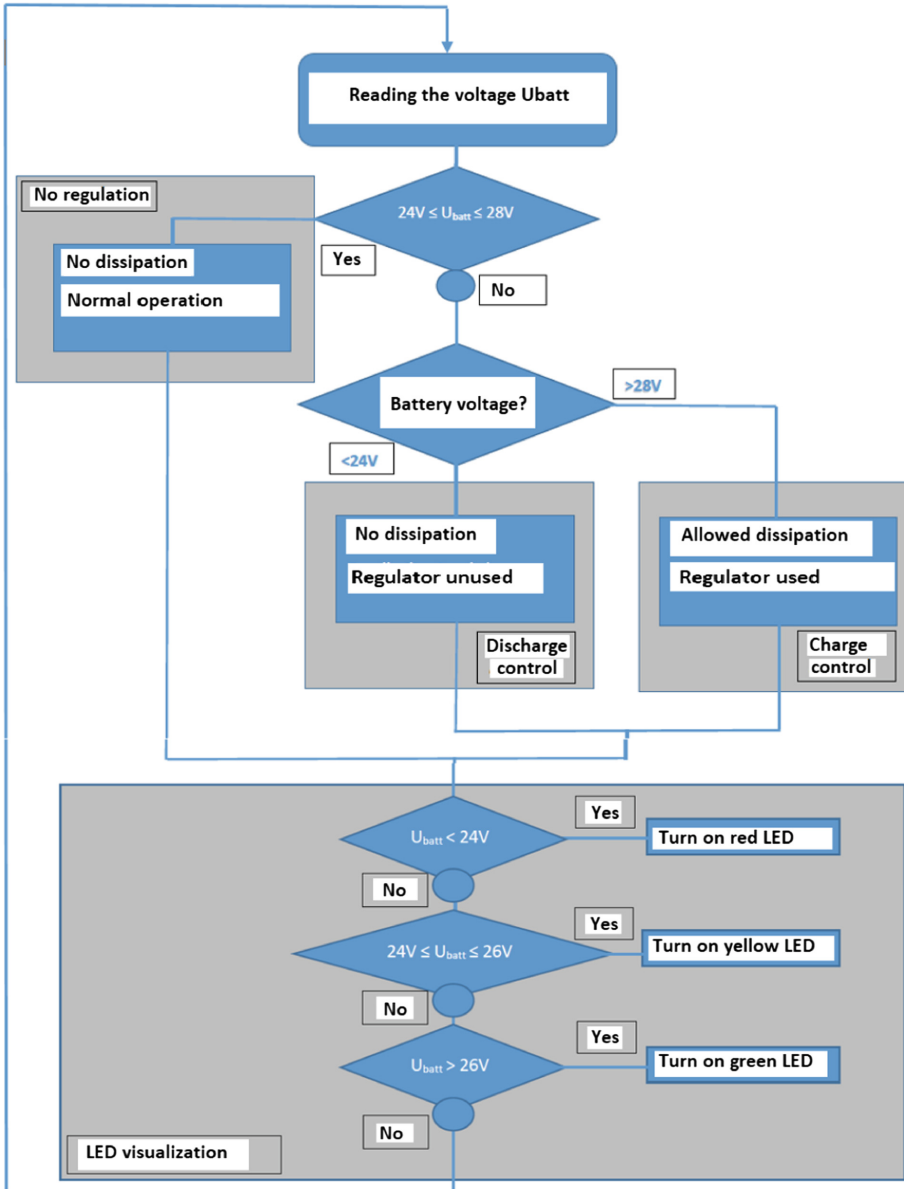 Reading the voltage Ubatt
No regulation
24V ≤ Ubatt ≤ 28V
No dissipation
Yes
Normal operation
No
>28V
Battery voltage?
<24V
No dissipation
Regulator unused
Allowed dissipation
Regulator used
Discharge
control
Charge
control
Ubatt < 24V
Yes
Turn on red LED
No
24V ≤ Ubatt ≤ 26V
Yes
Turn on yellow LED
No
Ubatt > 26V
Yes
Turn on green LED
No
LED visualization